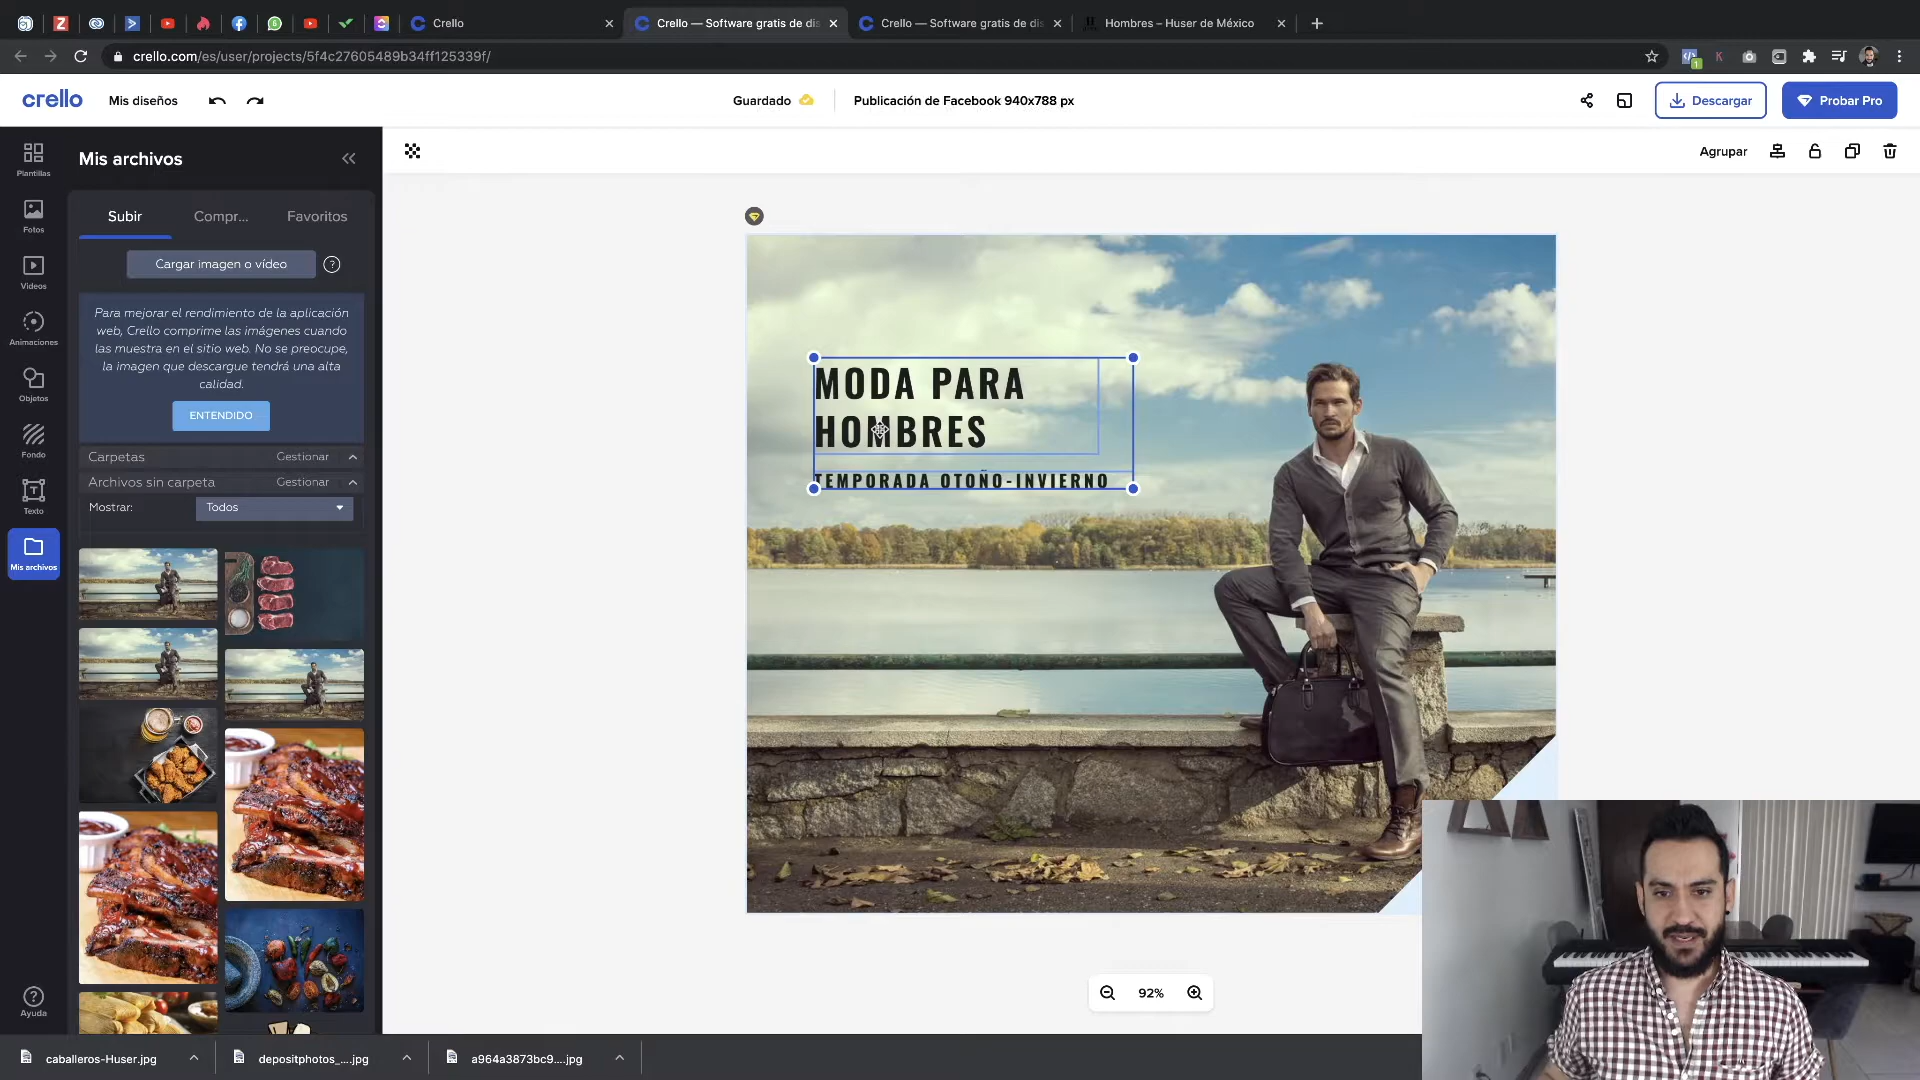 Crello
Crello — Software gratis de dis
Crello — Software gratis de dis
Hombres – Huser de México
crello.com/es/user/projects/5f4c27605489b34ff125339f/
crello
Mis diseños
Guardado
Publicación de Facebook 940x788 px
Descargar
Probar Pro
Agrupar
Plantillas
Fotos
Videos
Animaciones
Objetos
Fondo
Texto
Mis archivos
Ayuda
Mis archivos
Subir
Compr...
Favoritos
Cargar imagen o vídeo
?
Para mejorar el rendimiento de la aplicación
web, Crello comprime las imágenes cuando
las muestra en el sitio web. No se preocupe,
la imagen que descargue tendrá una alta
calidad.
ENTENDIDO
Carpetas
Gestionar
Archivos sin carpeta
Gestionar
Mostrar:
Todos
MODA PARA
HOMBRES
TEMPORADA OTOÑO-INVIERNO
92%
caballeros-Huser.jpg
depositphotos_....jpg
a964a3873bc9....jpg